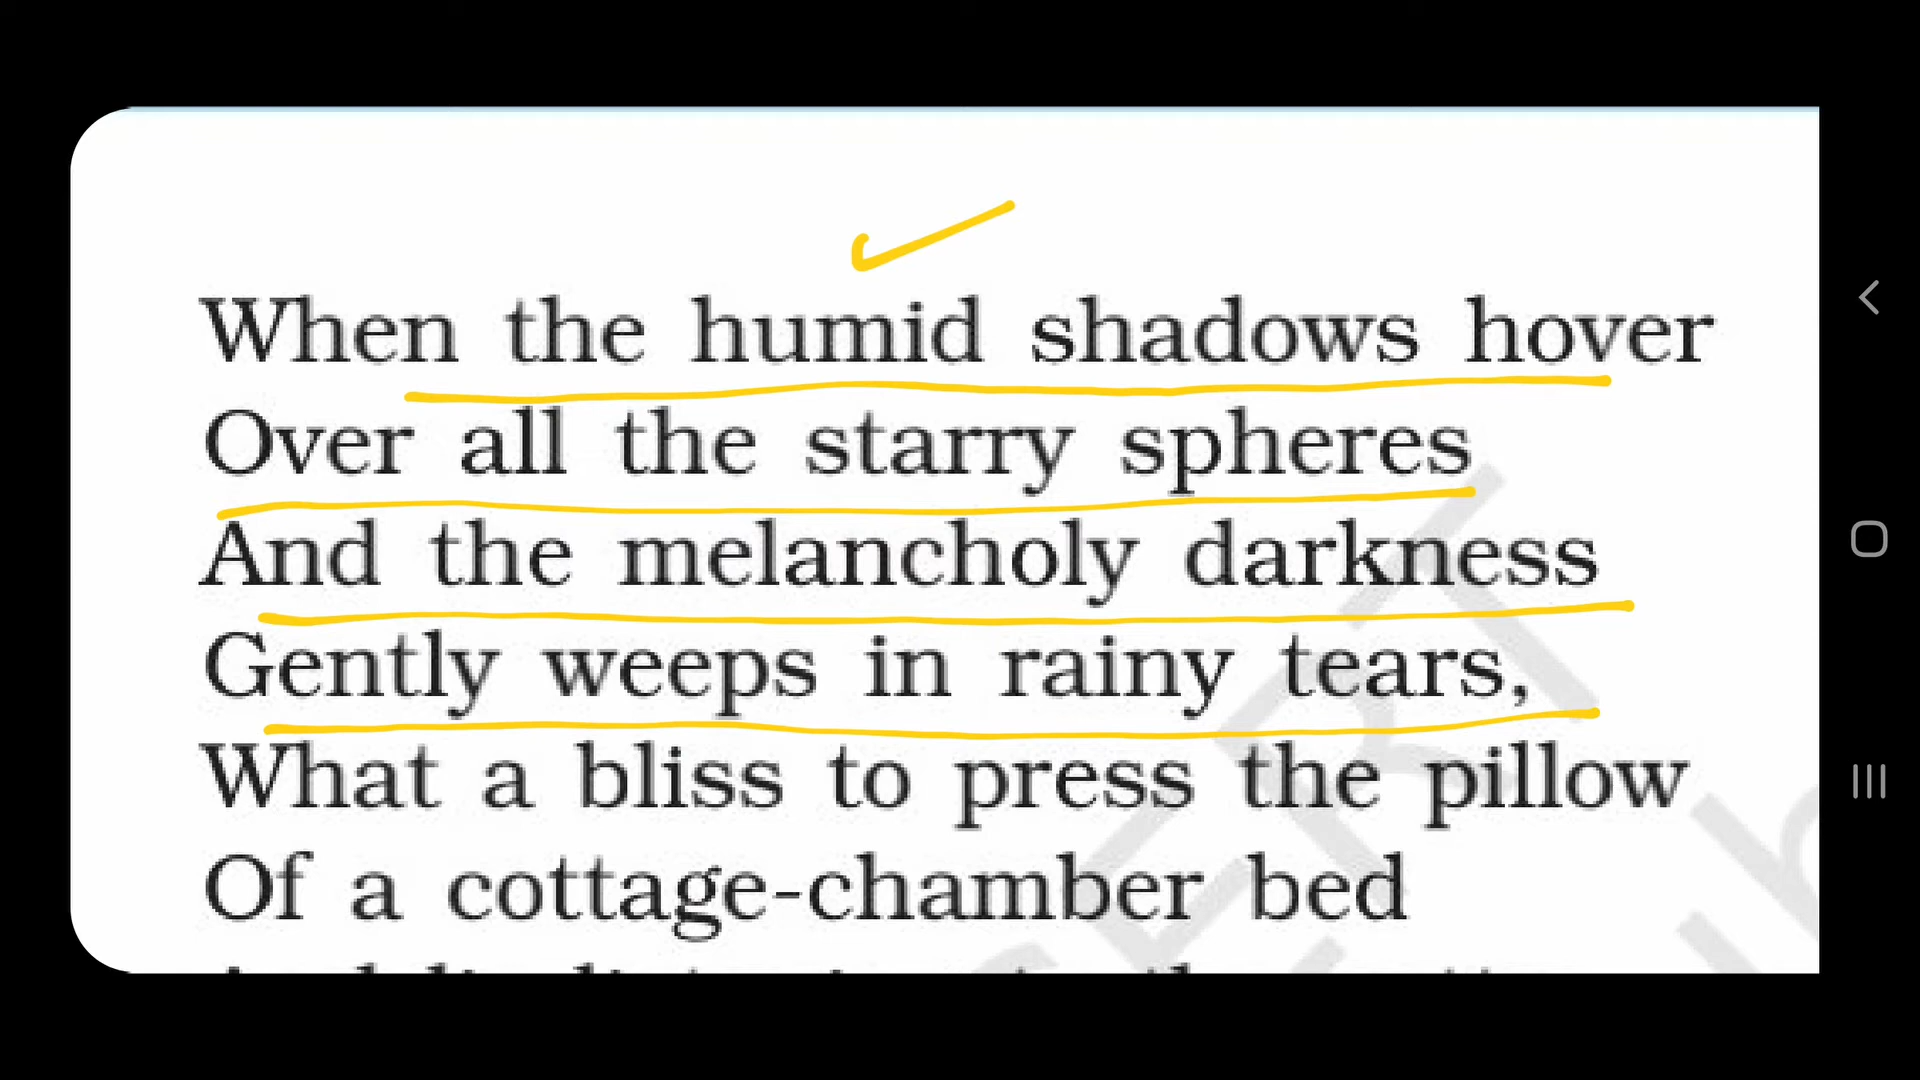 When the humid shadows hover
Over all the starry spheres
And the melancholy darkness
Gently weeps in rainy tears,
What a bliss to press the pillow
Of a cottage-chamber bed